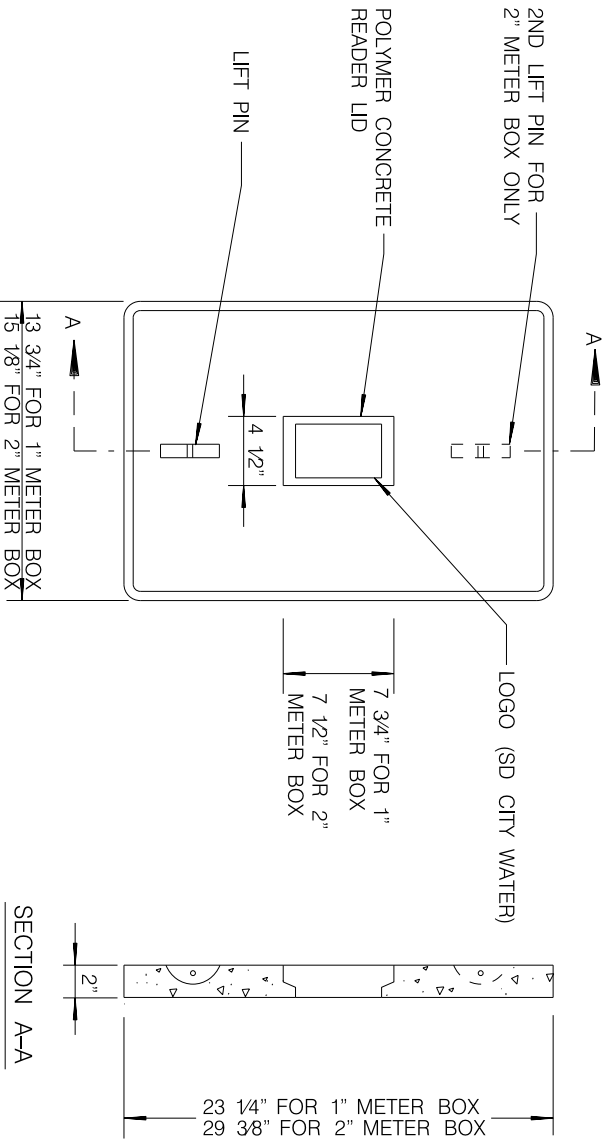 2ND LIFT PIN FOR
2" METER BOX ONLY
POLYMER CONCRETE
READER LID
LIFT PIN
A
A
4 1/2"
13 3/4" FOR 1" METER BOX
15 1/8" FOR 2" METER BOX
LOGO (SD CITY WATER)
7 3/4" FOR 1"
METER BOX
7 1/2" FOR 2"
METER BOX
2"
SECTION A-A
23 1/4" FOR 1" METER BOX
29 3/8" FOR 2" METER BOX